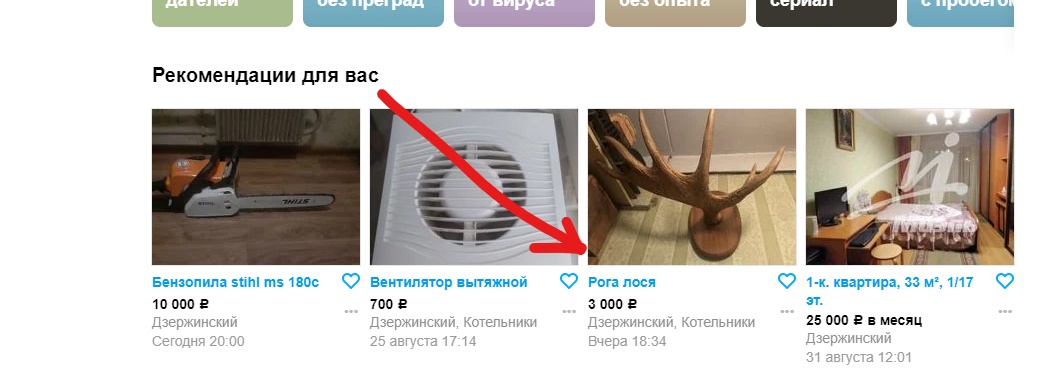 дателей
без преград
от вируса
без опыта
сериал
с пробегом
Рекомендации для вас
STIHL
Бензопила stihl ms 180c
10 000 ₽
Дзержинский
Сегодня 20:00
Вентилятор вытяжной
700 ₽
Дзержинский, Котельники
25 августа 17:14
Рога лося
3 000 ₽
Дзержинский, Котельники
Вчера 18:34
1-к. квартира, 33 м², 1/17
эт.
25 000 ₽ в месяц
Дзержинский
31 августа 12:01